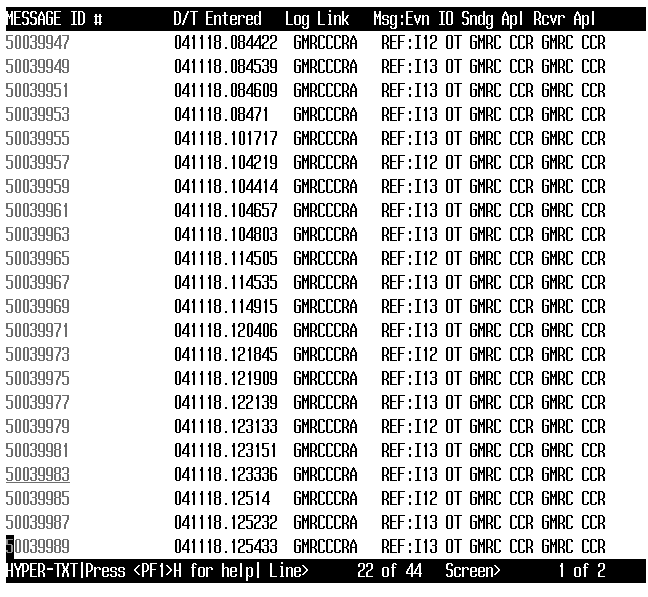 MESSAGE ID # D/T Entered Log Link Msg:Evn IO Sndg Apl Rcvr Apl
50039947 041118.084422 GMRCCCRA REF:I12 OT GMRC CCR GMRC CCR
50039949 041118.084539 GMRCCCRA REF:I13 OT GMRC CCR GMRC CCR
50039951 041118.084609 GMRCCCRA REF:I13 OT GMRC CCR GMRC CCR
50039953 041118.08471 GMRCCCRA REF:I13 OT GMRC CCR GMRC CCR
50039955 041118.101717 GMRCCCRA REF:I13 OT GMRC CCR GMRC CCR
50039957 041118.104219 GMRCCCRA REF:I12 OT GMRC CCR GMRC CCR
50039959 041118.104414 GMRCCCRA REF:I13 OT GMRC CCR GMRC CCR
50039961 041118.104657 GMRCCCRA REF:I13 OT GMRC CCR GMRC CCR
50039963 041118.104803 GMRCCCRA REF:I13 OT GMRC CCR GMRC CCR
50039965 041118.114505 GMRCCCRA REF:I12 OT GMRC CCR GMRC CCR
50039967 041118.114535 GMRCCCRA REF:I13 OT GMRC CCR GMRC CCR
50039969 041118.114915 GMRCCCRA REF:I13 OT GMRC CCR GMRC CCR
50039971 041118.120406 GMRCCCRA REF:I13 OT GMRC CCR GMRC CCR
50039973 041118.121845 GMRCCCRA REF:I12 OT GMRC CCR GMRC CCR
50039975 041118.121909 GMRCCCRA REF:I13 OT GMRC CCR GMRC CCR
50039977 041118.122139 GMRCCCRA REF:I13 OT GMRC CCR GMRC CCR
50039979 041118.123133 GMRCCCRA REF:I12 OT GMRC CCR GMRC CCR
50039981 041118.123151 GMRCCCRA REF:I13 OT GMRC CCR GMRC CCR
50039983 041118.123336 GMRCCCRA REF:I13 OT GMRC CCR GMRC CCR
50039985 041118.12514 GMRCCCRA REF:I12 OT GMRC CCR GMRC CCR
50039987 041118.125232 GMRCCCRA REF:I13 OT GMRC CCR GMRC CCR
50039989 041118.125433 GMRCCCRA REF:I13 OT GMRC CCR GMRC CCR
HYPER-TXT|Press <PF1>H for help| Line> 22 of 44 Screen> 1 of 2